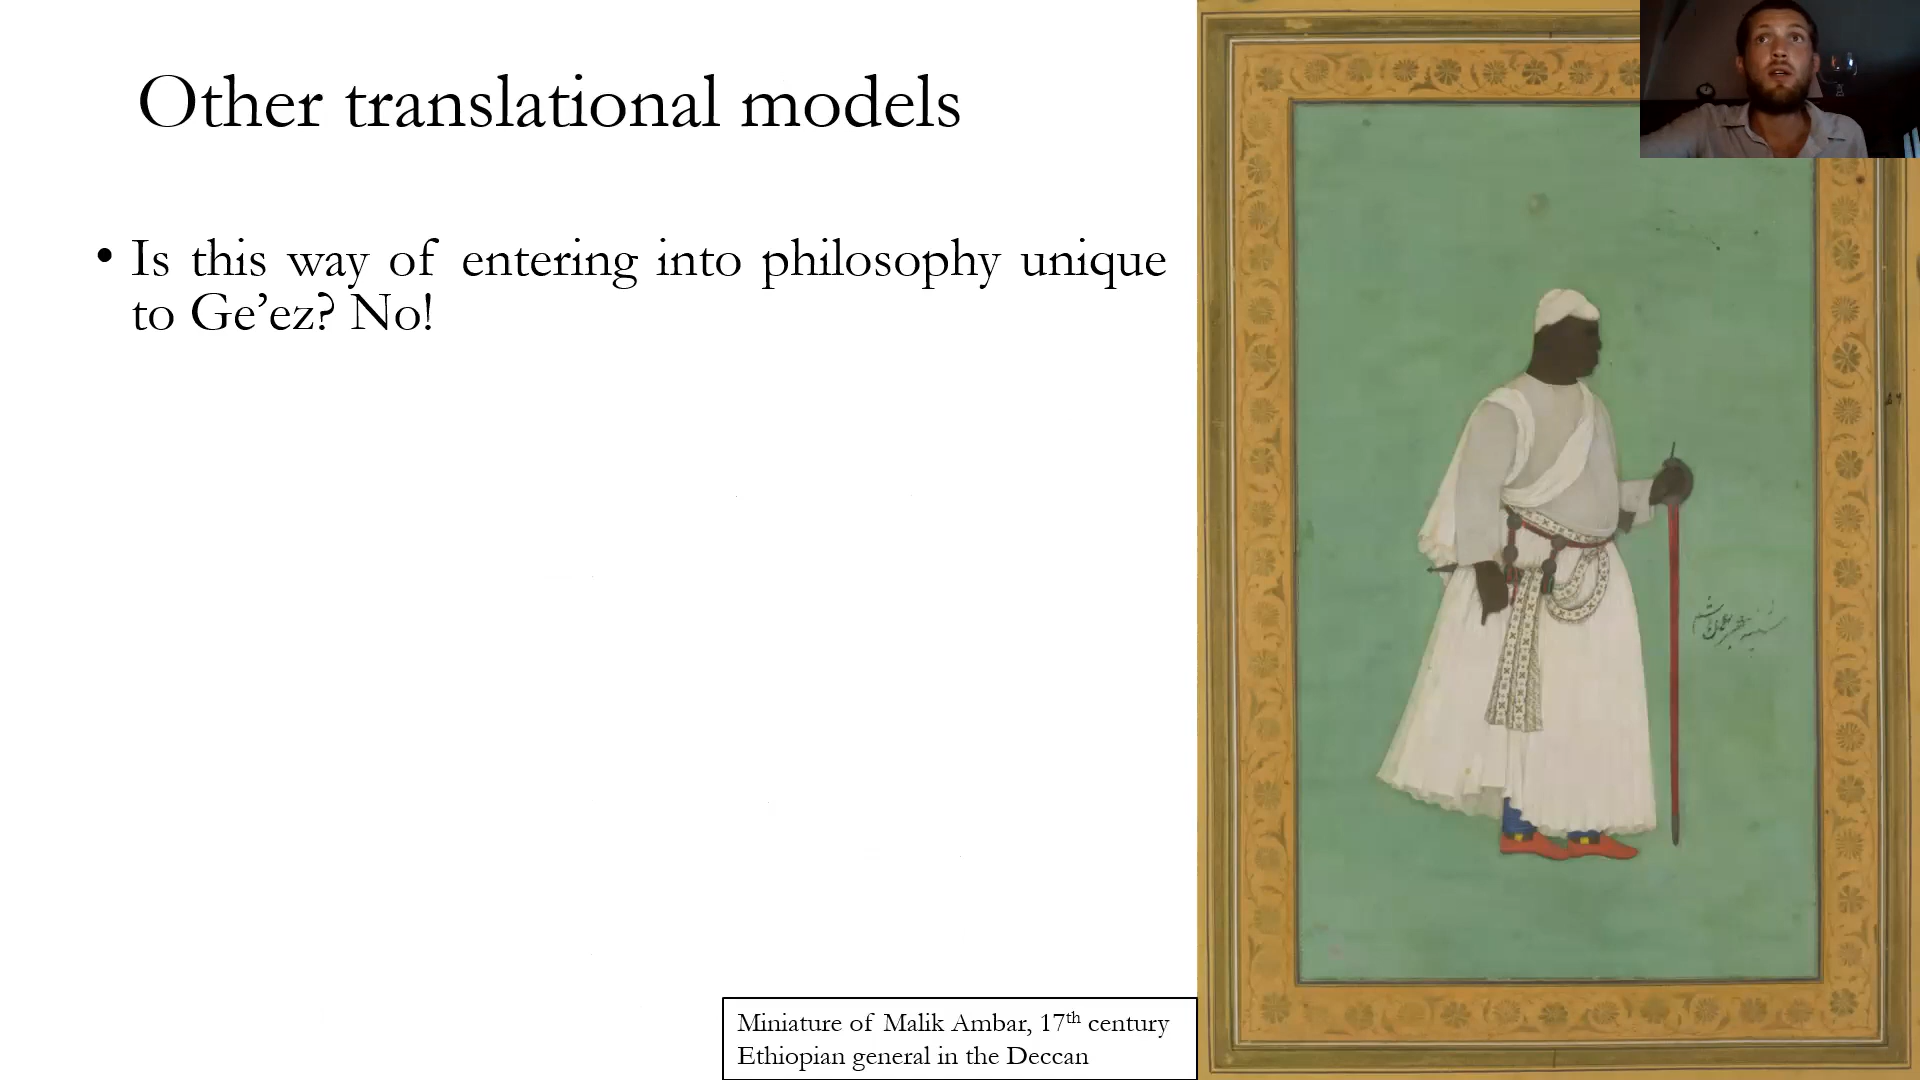 Other translational models
• Is this way of entering into philosophy unique
to Ge’ez? No!
Miniature of Malik Ambar, 17th century
Ethiopian general in the Deccan